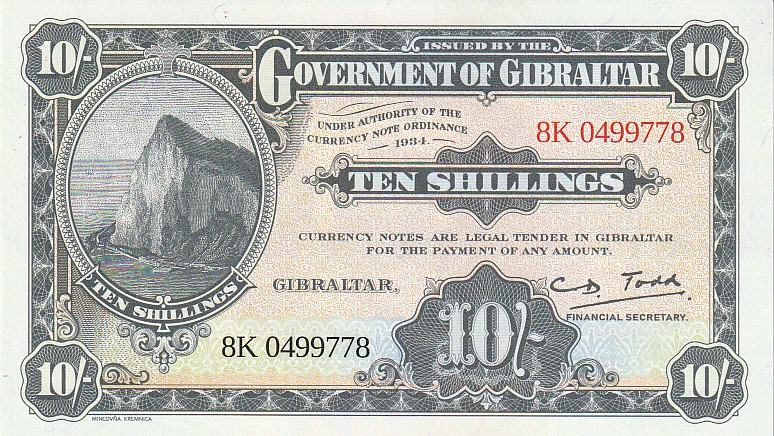 10/-
10/-
ISSUED BY THE
GOVERNMENT OF GIBRALTAR
UNDER AUTHORITY OF THE
CURRENCY NOTE ORDINANCE
1934.
8K 0499778
TEN SHILLINGS
CURRENCY NOTES ARE LEGAL TENDER IN GIBRALTAR
FOR THE PAYMENT OF ANY AMOUNT.
TEN SHILLINGS
GIBRALTAR,
C D. Todd
FINANCIAL SECRETARY.
10/-
8K 0499778
10/-
10/-
MINCOVŇA KREMNICA